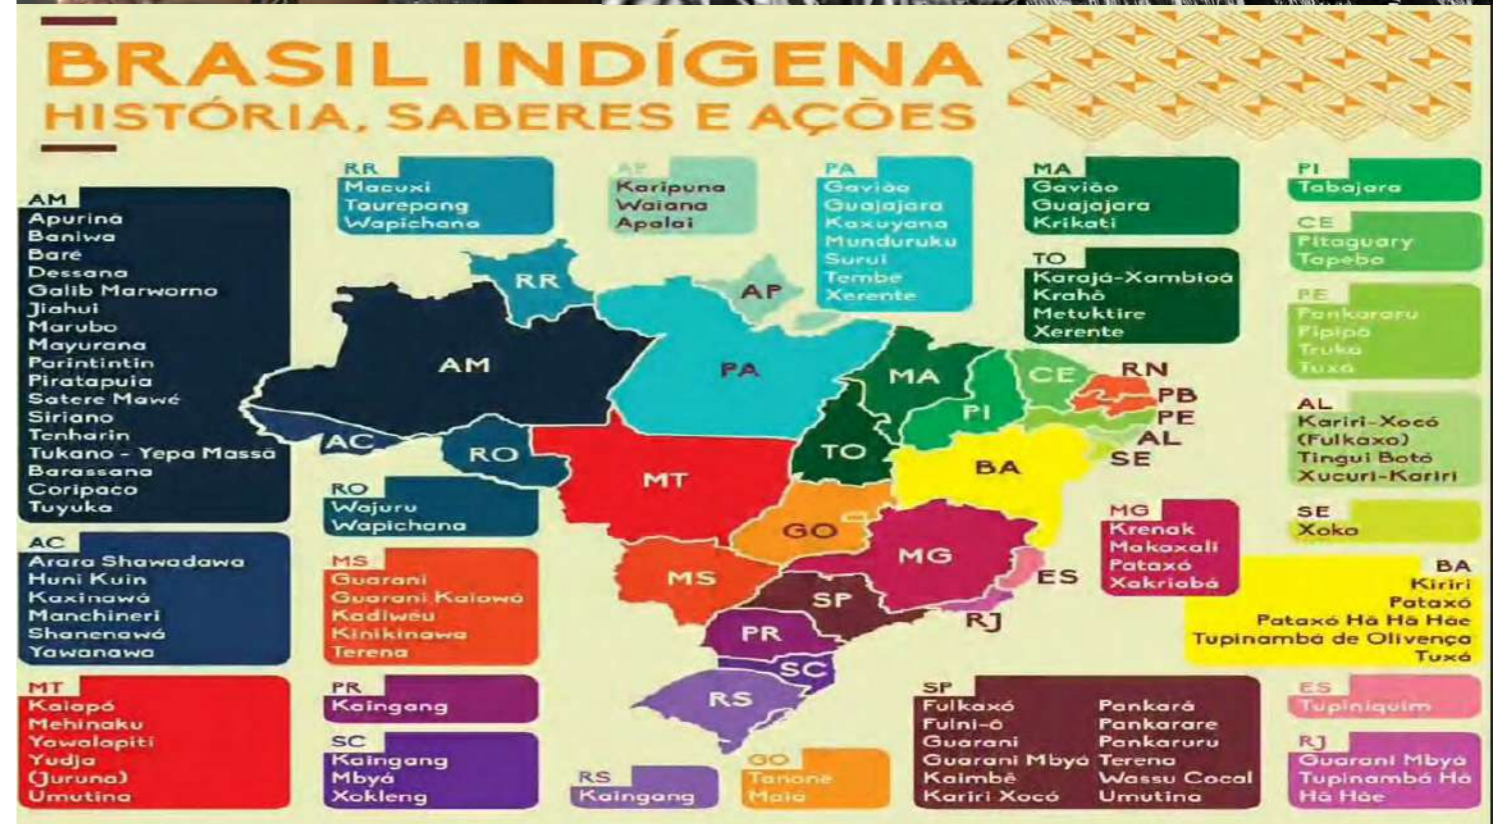 BRASIL INDÍGENA
HISTÓRIA, SABERES E AÇÕES
AM
Apurinã
Baniwa
Baré
Dessana
Galib Marworno
Jiahui
Marubo
Mayurana
Parintintin
Piratapuia
Satere Mawé
Siriano
Tenharin
Tukano - Yepa Massã
Barassana
Coripaco
Tuyuka
AC
Arara Shawadawa
Huni Kuin
Kaxinawá
Manchineri
Shanenawá
Yawanawa
MT
Kaiapó
Mehinaku
Yawalapiti
Yudja
(Juruna)
Umutina
RR
Macuxi
Taurepang
Wapichana
AP
Karipuna
Waiana
Apalai
PA
Gavião
Guajajara
Kaxuyana
Munduruku
Surui
Tembe
Xerente
MA
Gavião
Guajajara
Krikati
TO
Karajá-Xambioá
Krahô
Metuktire
Xerente
PI
Tabajara
CE
Pitaguary
Tapeba
PE
Pankararu
Pipipã
Truka
Tuxá
AL
Kariri-Xocó
(Fulkaxo)
Tingui Botó
Xucuri-Kariri
SE
Xoko
BA
Kiriri
Pataxó
Pataxó Hã Hã Hãe
Tupinambá de Olivença
Tuxá
RR
AP
AM
PA
MA
CE
RN
PB
PI
PE
AL
SE
AC
RO
TO
BA
MT
GO
MG
MS
ES
SP
RJ
PR
SC
RS
RO
Wajuru
Wapichana
MS
Guarani
Guarani Kaiowá
Kadiwéu
Kinikinawa
Terena
PR
Kaingang
SC
Kaingang
Mbyá
Xokleng
RS
Kaingang
GO
Tanone
Maiá
MG
Krenak
Makaxali
Pataxó
Xakriabá
SP
Fulkaxó
Fulni-ô
Guarani
Guarani Mbyá
Kaimbê
Kariri Xocó
Pankará
Pankarare
Pankaruru
Terena
Wassu Cocal
Umutina
ES
Tupiniquim
RJ
Guarani Mbyá
Tupinambá Hã
Hã Hãe